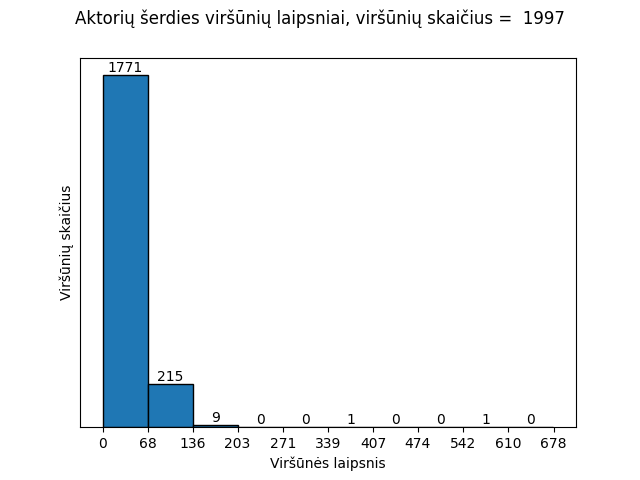 Aktorių šerdies viršūnių laipsniai, viršūnių skaičius =  1997
1771
215
9
0
0
1
0
0
1
0
Viršūnių skaičius
0 68 136 203 271 339 407 474 542 610 678
Viršūnės laipsnis